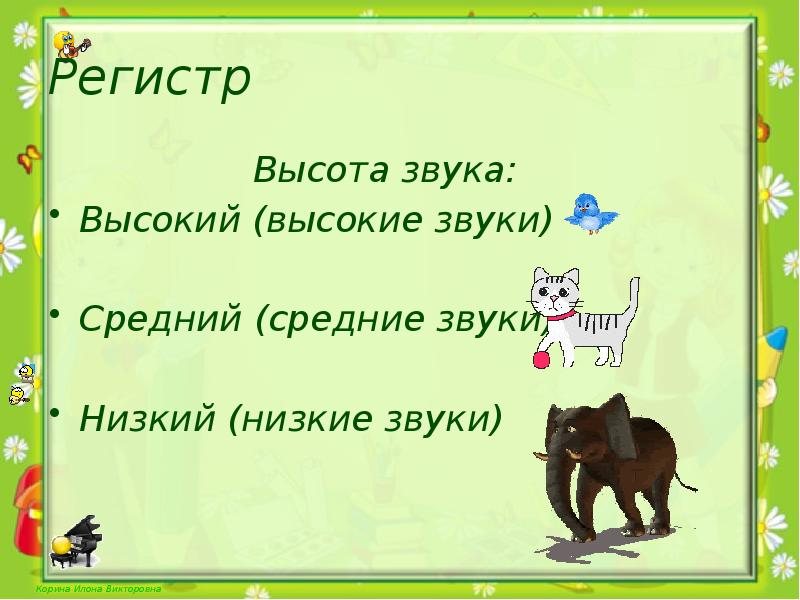 Регистр
Высота звука:
• Высокий (высокие звуки)
• Средний (средние звуки)
• Низкий (низкие звуки)
Корина Илона Викторовна